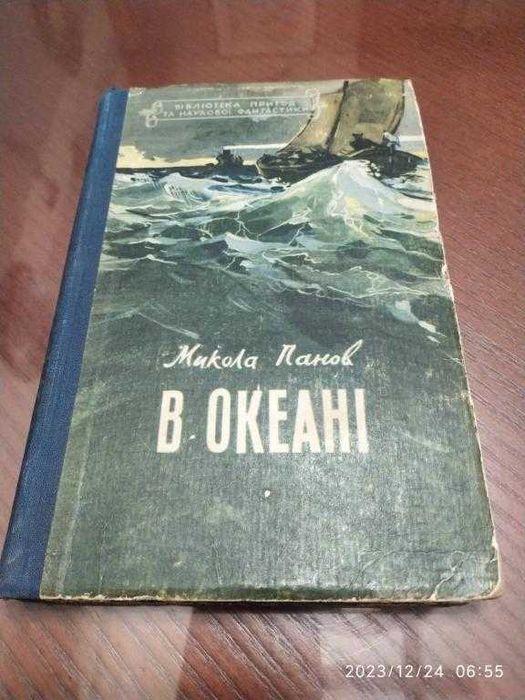 БІБЛІОТЕКА ПРИГОД
ТА НАУКОВОЇ ФАНТАСТИКИ
Микола Панов
В ОКЕАНІ
2023/12/24 06:55